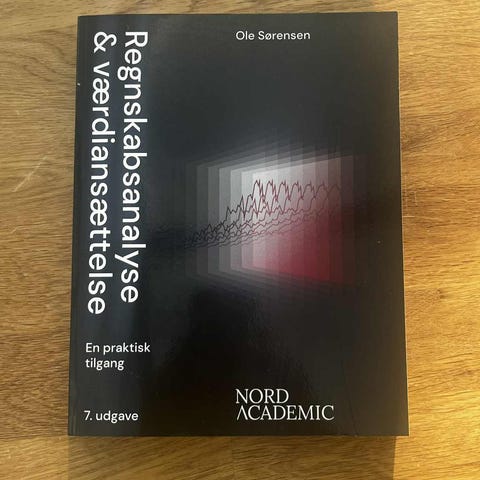 Ole Sørensen
Regnskabsanalyse
& værdiansættelse
En praktisk
tilgang
7. udgave
NORD
ACADEMIC